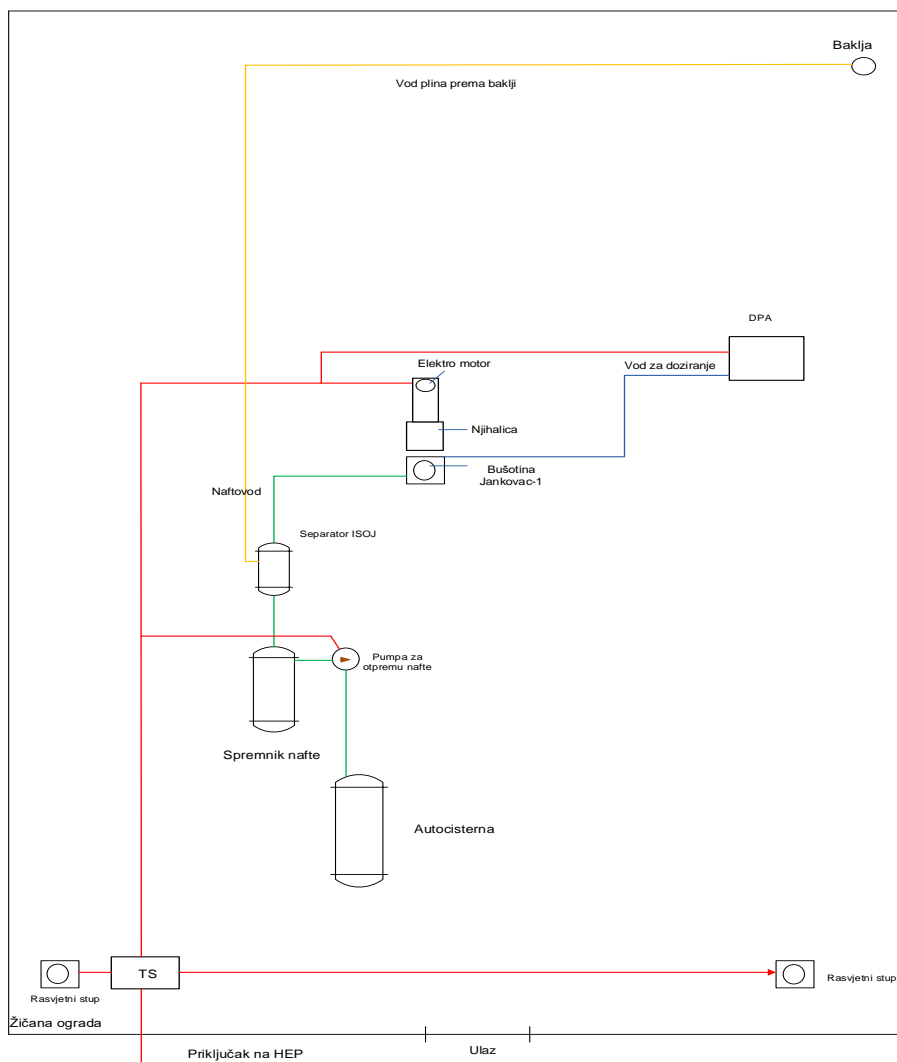 Baklja
Vod plina prema baklji
DPA
Elektro motor
Vod za doziranje
Njihalica
Bušotina
Jankovac-1
Naftovod
Separator ISOJ
Pumpa za
otpremu nafte
Spremnik nafte
Autocisterna
TS
Rasvjetni stup
Rasvjetni stup
Žičana ograda
Priključak na HEP
Ulaz